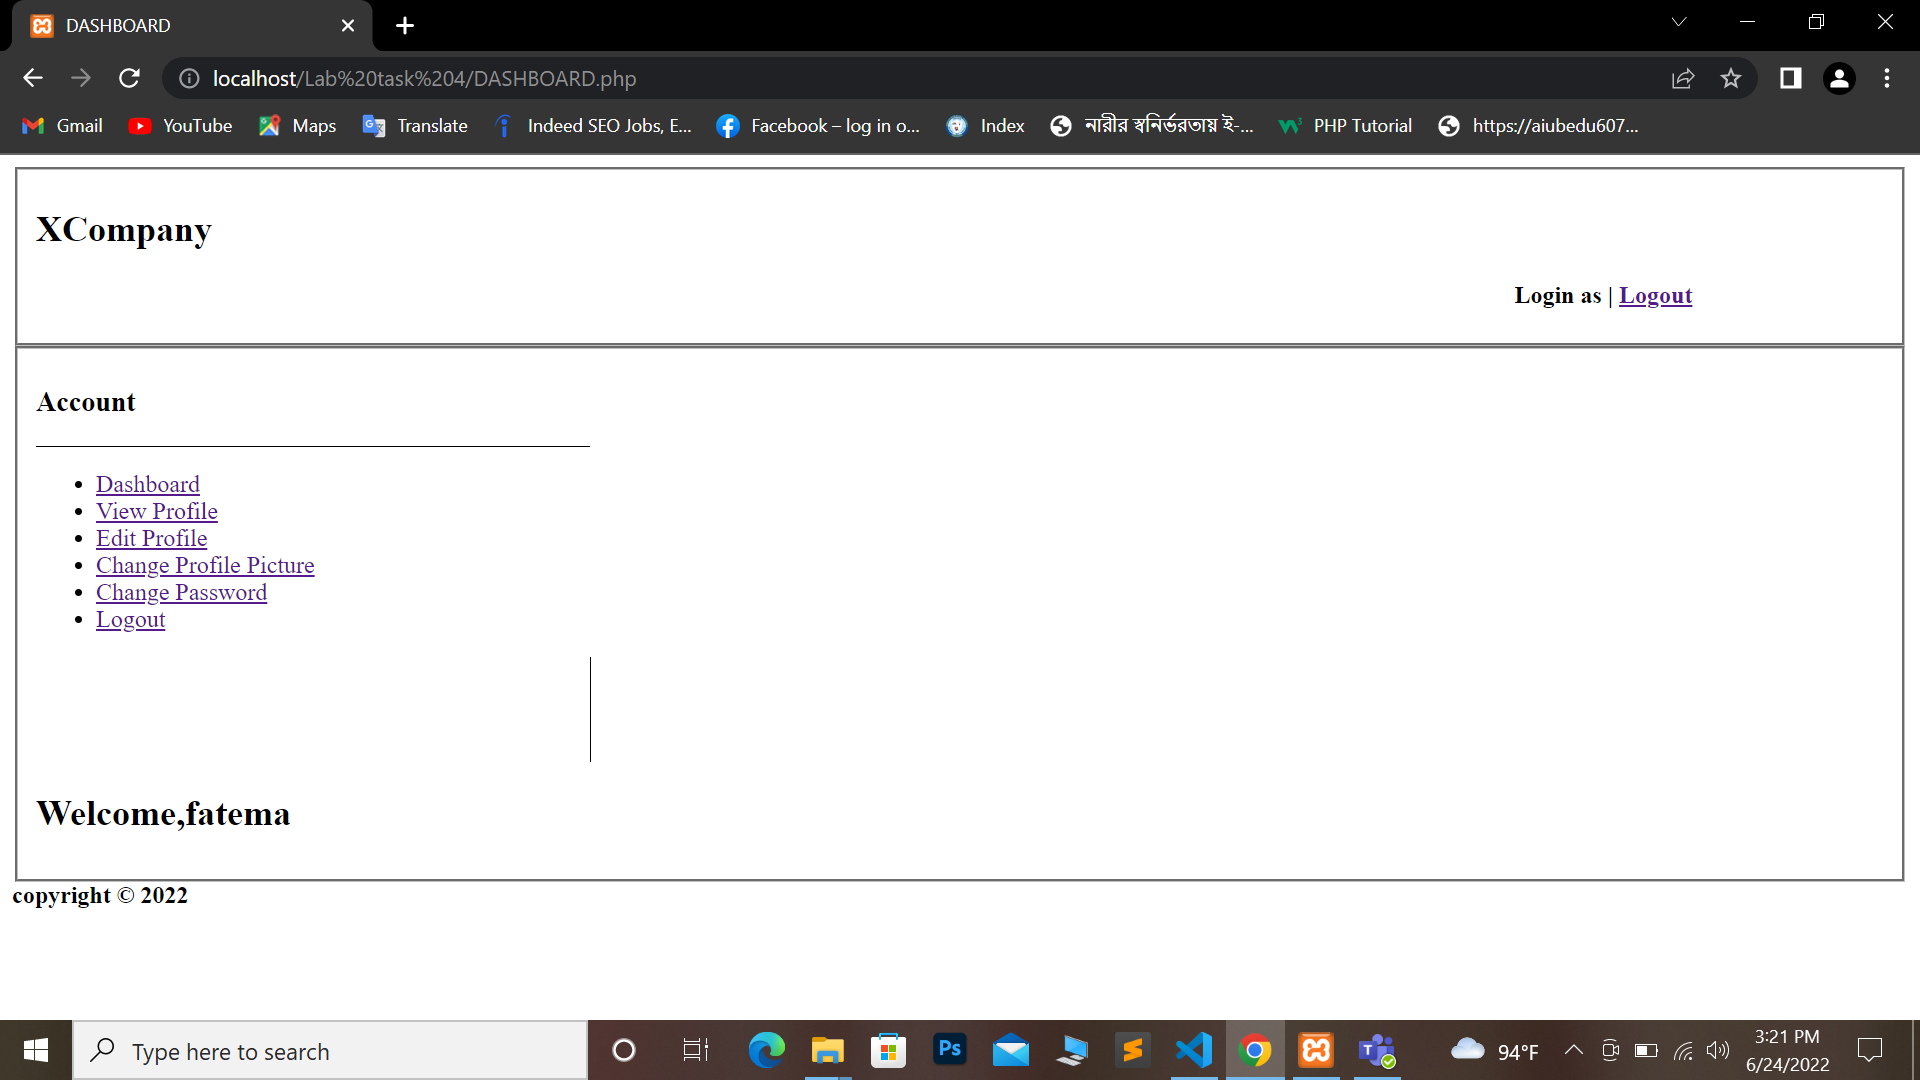 DASHBOARD
localhost/Lab%20task%204/DASHBOARD.php
Gmail YouTube Maps Translate Indeed SEO Jobs, E... Facebook – log in o... Index নারীর স্বনির্ভরতায় ই-... PHP Tutorial https://aiubedu607...
XCompany
Login as | Logout
Account
Dashboard
View Profile
Edit Profile
Change Profile Picture
Change Password
Logout
Welcome,fatema
copyright © 2022
Type here to search
Ps
94°F
3:21 PM
6/24/2022